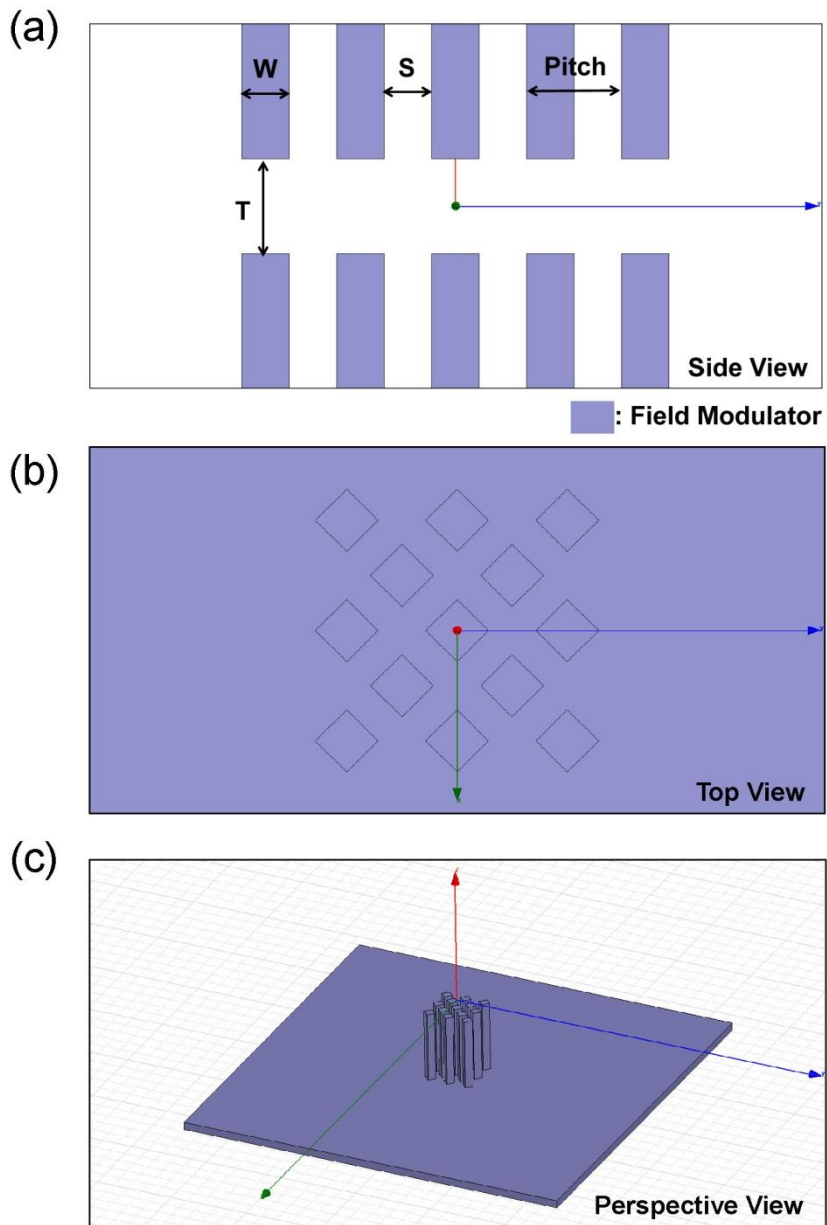 (a)
W
S
Pitch
T
Side View
: Field Modulator
(b)
Top View
(c)
Perspective View